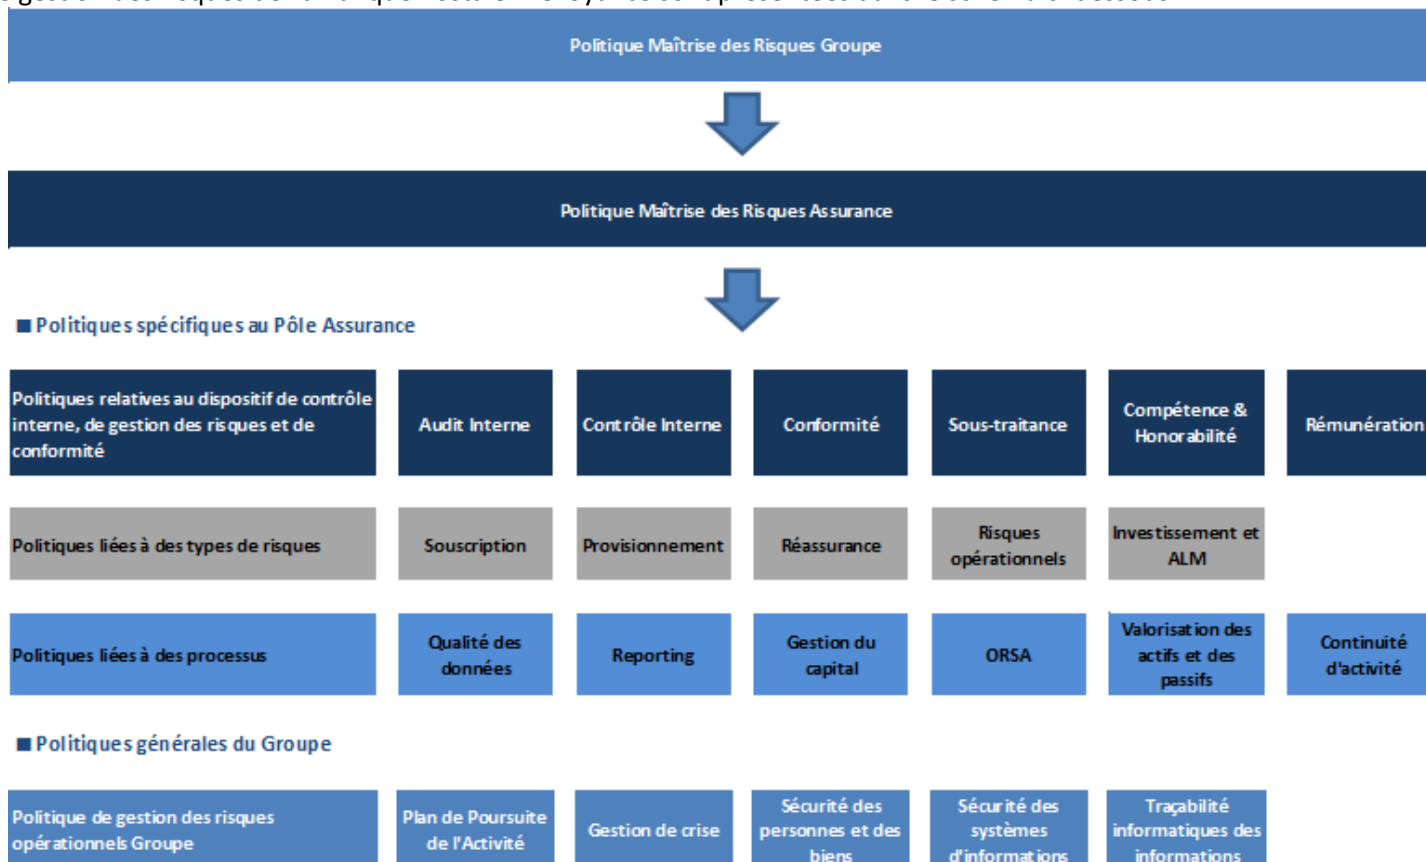 Politique Maîtrise des Risques Groupe
Politique Maîtrise des Risques Assurance
■ Politiques spécifiques au Pôle Assurance
Politiques relatives au dispositif de contrôle
interne, de gestion des risques et de
conformité
Audit Interne
Contrôle Interne
Conformité
Sous-traitance
Compétence &
Honorabilité
Rémunération
Politiques liées à des types de risques
Souscription
Provisionnement
Réassurance
Risques
opérationnels
Investissement et
ALM
Politiques liées à des processus
Qualité des
données
Reporting
Gestion du
capital
ORSA
Valorisation des
actifs et des
passifs
Continuité
d'activité
■ Politiques générales du Groupe
Politique de gestion des risques
opérationnels Groupe
Plan de Poursuite
de l'Activité
Gestion de crise
Sécurité des
personnes et des
biens
Sécurité des
systèmes
d'informations
Traçabilité
informatiques des
informations